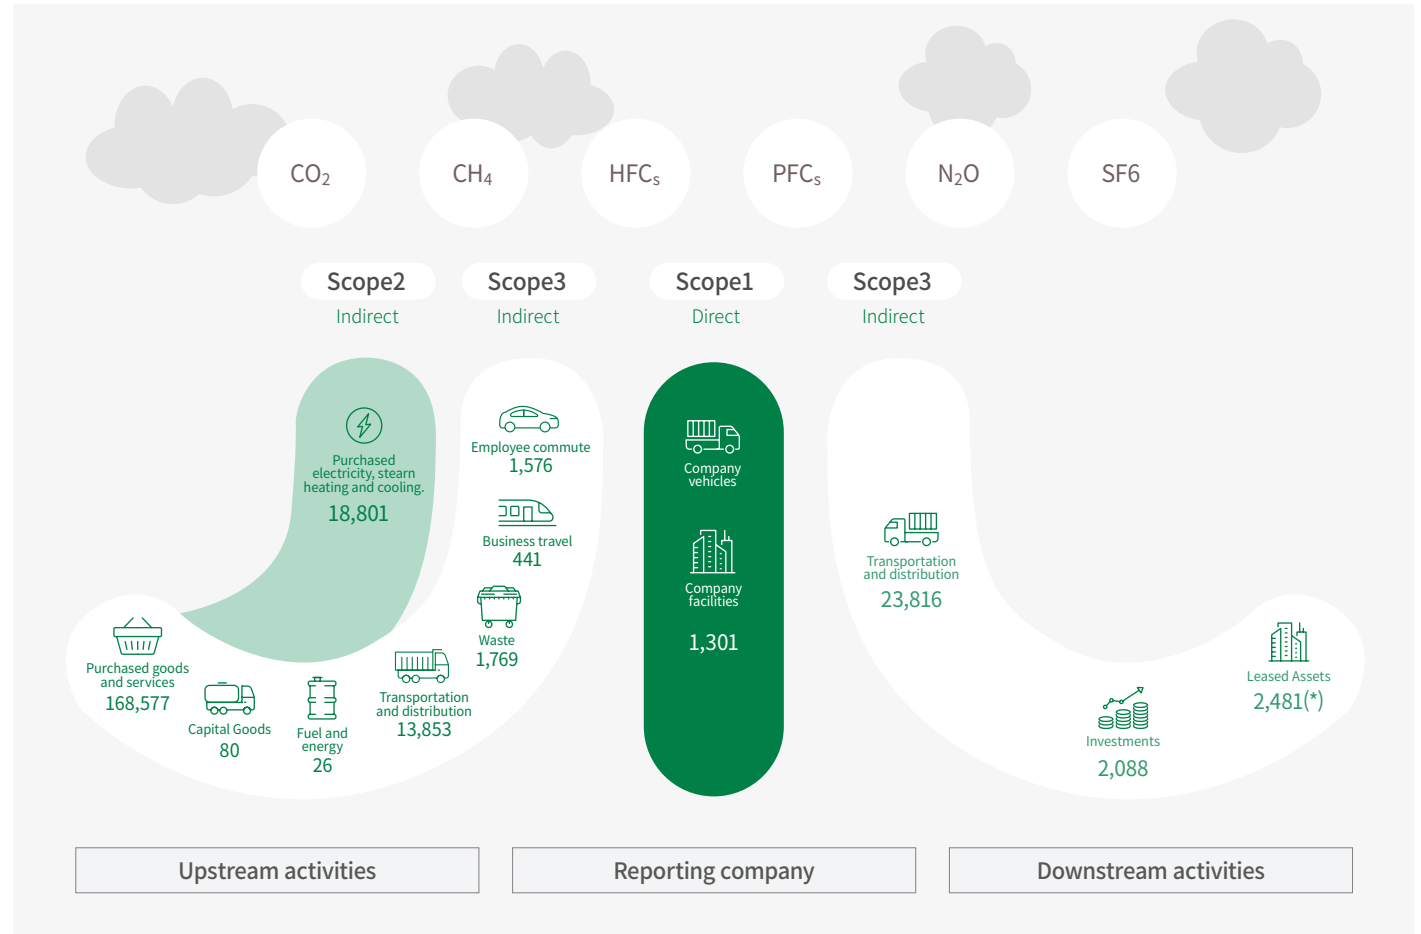 CO₂
CH₄
HFCₛ
PFCₛ
N₂O
SF6
Scope2
Indirect
Scope3
Indirect
Scope1
Direct
Scope3
Indirect
Purchased
electricity, stearn
heating and cooling.
18,801
Employee commute
1,576
Business travel
441
Waste
1,769
Transportation
and distribution
13,853
Fuel and
energy
26
Capital Goods
80
Purchased goods
and services
168,577
Company
vehicles
Company
facilities
1,301
Transportation
and distribution
23,816
Investments
2,088
Leased Assets
2,481(*)
Upstream activities
Reporting company
Downstream activities